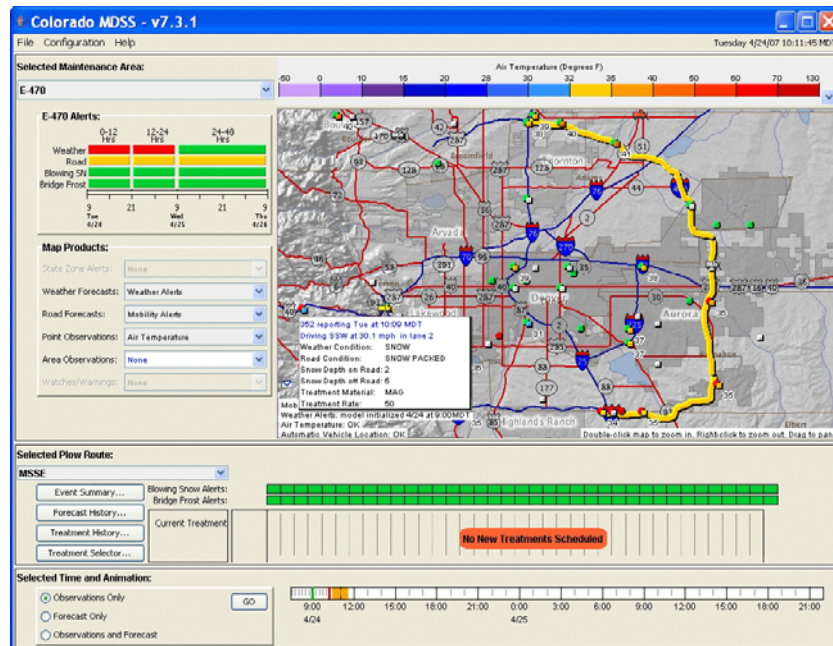 Colorado MDSS - v7.3.1
File Configuration Help
Tuesday 4/24/07 10:11:45 MDT
Selected Maintenance Area:
E-470
Air Temperature (Degrees F)
-50 0 10 15 20 28 30 32 35 40 50 60 70 130
E-470 Alerts:
0-12 Hrs 12-24 Hrs 24-48 Hrs
Weather
Road
Blowing SN
Bridge Frost
9 21 9 21 9
Tue Wed Thu
4/24 4/25 4/26
Map Products:
State Zone Alerts: None
Weather Forecasts: Weather Alerts
Road Forecasts: Mobility Alerts
Point Observations: Air Temperature
Area Observations: None
Watches/Warnings: None
Broomfield
Thornton
Adams
Arvada
Denver
Lakewood
Aurora
Highlands Ranch
Elbert
352 reporting Tue at 10:09 MDT
Driving SSW at 30.1 mph in lane 2
Weather Condition: SNOW
Road Condition: SNOW PACKED
Snow Depth on Road: 2
Snow Depth off Road: 6
Treatment Material: MAG
Treatment Rate: 50
Weather Alerts: model initialized 4/24 at 9:00MDT
Air Temperature: OK
Automatic Vehicle Location: OK
Double-click map to zoom in. Right-click to zoom out. Drag to pan
Selected Plow Route:
MSSE
Event Summary...
Forecast History...
Treatment History...
Treatment Selector...
Blowing Snow Alerts:
Bridge Frost Alerts:
Current Treatment
No New Treatments Scheduled
Selected Time and Animation:
Observations Only
Forecast Only
Observations and Forecast
GO
9:00 12:00 15:00 18:00 21:00 0:00 3:00 6:00 9:00 12:00 15:00 18:00 21:00
4/24 4/25